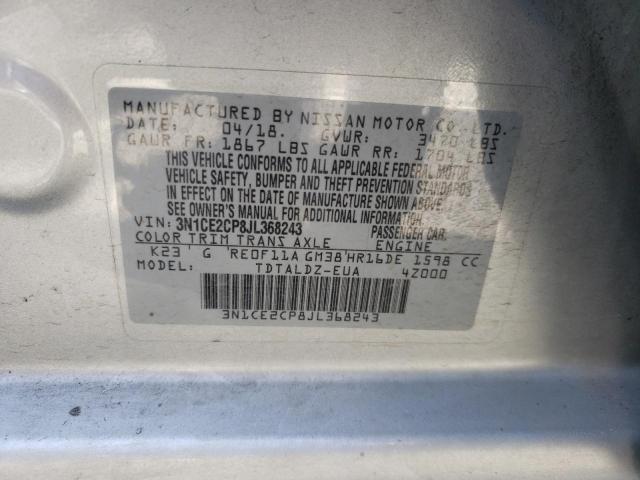 MANUFACTURED BY NISSAN MOTOR CO., LTD.
DATE: 04/18. GVWR: 3470 LBS
GAWR FR: 1867 LBS GAWR RR: 1704 LBS
THIS VEHICLE CONFORMS TO ALL APPLICABLE FEDERAL MOTOR
VEHICLE SAFETY, BUMPER AND THEFT PREVENTION STANDARDS
IN EFFECT ON THE DATE OF MANUFACTURE SHOWN ABOVE.
SEE OWNER'S MANUAL FOR ADDITIONAL INFORMATION.
VIN: 3N1CE2CP8JL368243 PASSENGER CAR.
COLOR TRIM TRANS AXLE ENGINE
K23 G RE0F11A GM38 HR16DE 1598 CC
MODEL: TDTALDZ-EUA 4Z000
3N1CE2CP8JL368243